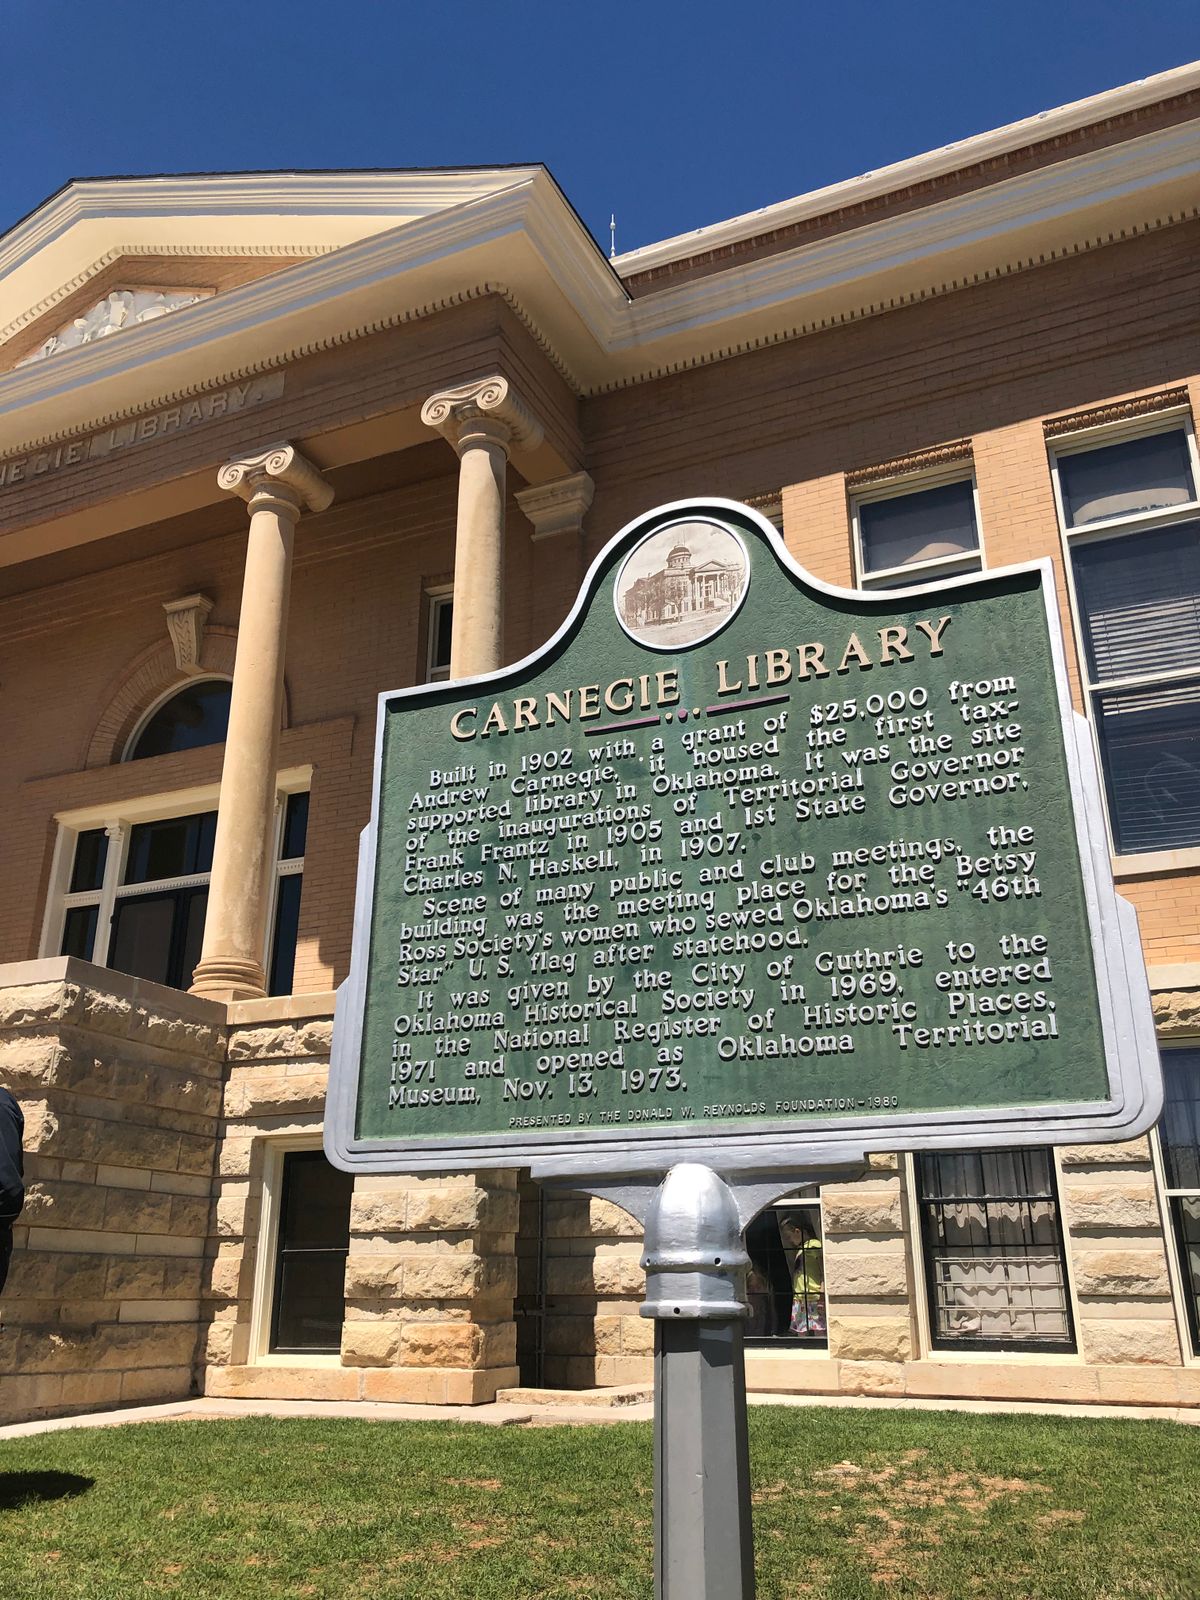 NEGIE LIBRARY.
CARNEGIE LIBRARY
Built in 1902 with a grant of $25,000 from
Andrew Carnegie, it housed the first tax-
supported library in Oklahoma. It was the site
of the inaugurations of Territorial Governor
Frank Frantz in 1905 and 1st State Governor,
Charles N. Haskell, in 1907.
Scene of many public and club meetings, the
building was the meeting place for the Betsy
Ross Society's women who sewed Oklahoma's "46th
Star" U.S. flag after statehood.
It was given by the City of Guthrie to the
Oklahoma Historical Society in 1969, entered
in the National Register of Historic Places,
1971 and opened as Oklahoma Territorial
Museum, Nov. 13, 1973.
PRESENTED BY THE DONALD W. REYNOLDS FOUNDATION-1980